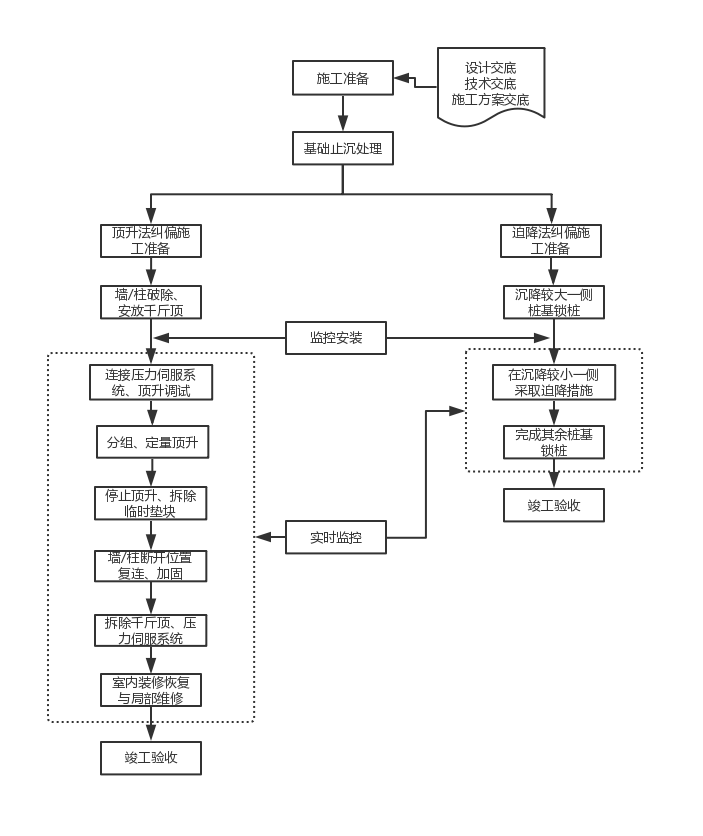 施工准备
设计交底
技术交底
施工方案交底
基础止沉处理
顶升法纠偏施
工准备
迫降法纠偏施
工准备
墙/柱破除、
安放千斤顶
沉降较大一侧
桩基锁桩
监控安装
连接压力伺服系
统、顶升调试
在沉降较小一侧
采取迫降措施
分组、定量顶升
完成其余桩基
锁桩
停止顶升、拆除
临时垫块
竣工验收
实时监控
墙/柱断开位置
复连、加固
拆除千斤顶、压
力伺服系统
室内装修恢复
与局部维修
竣工验收